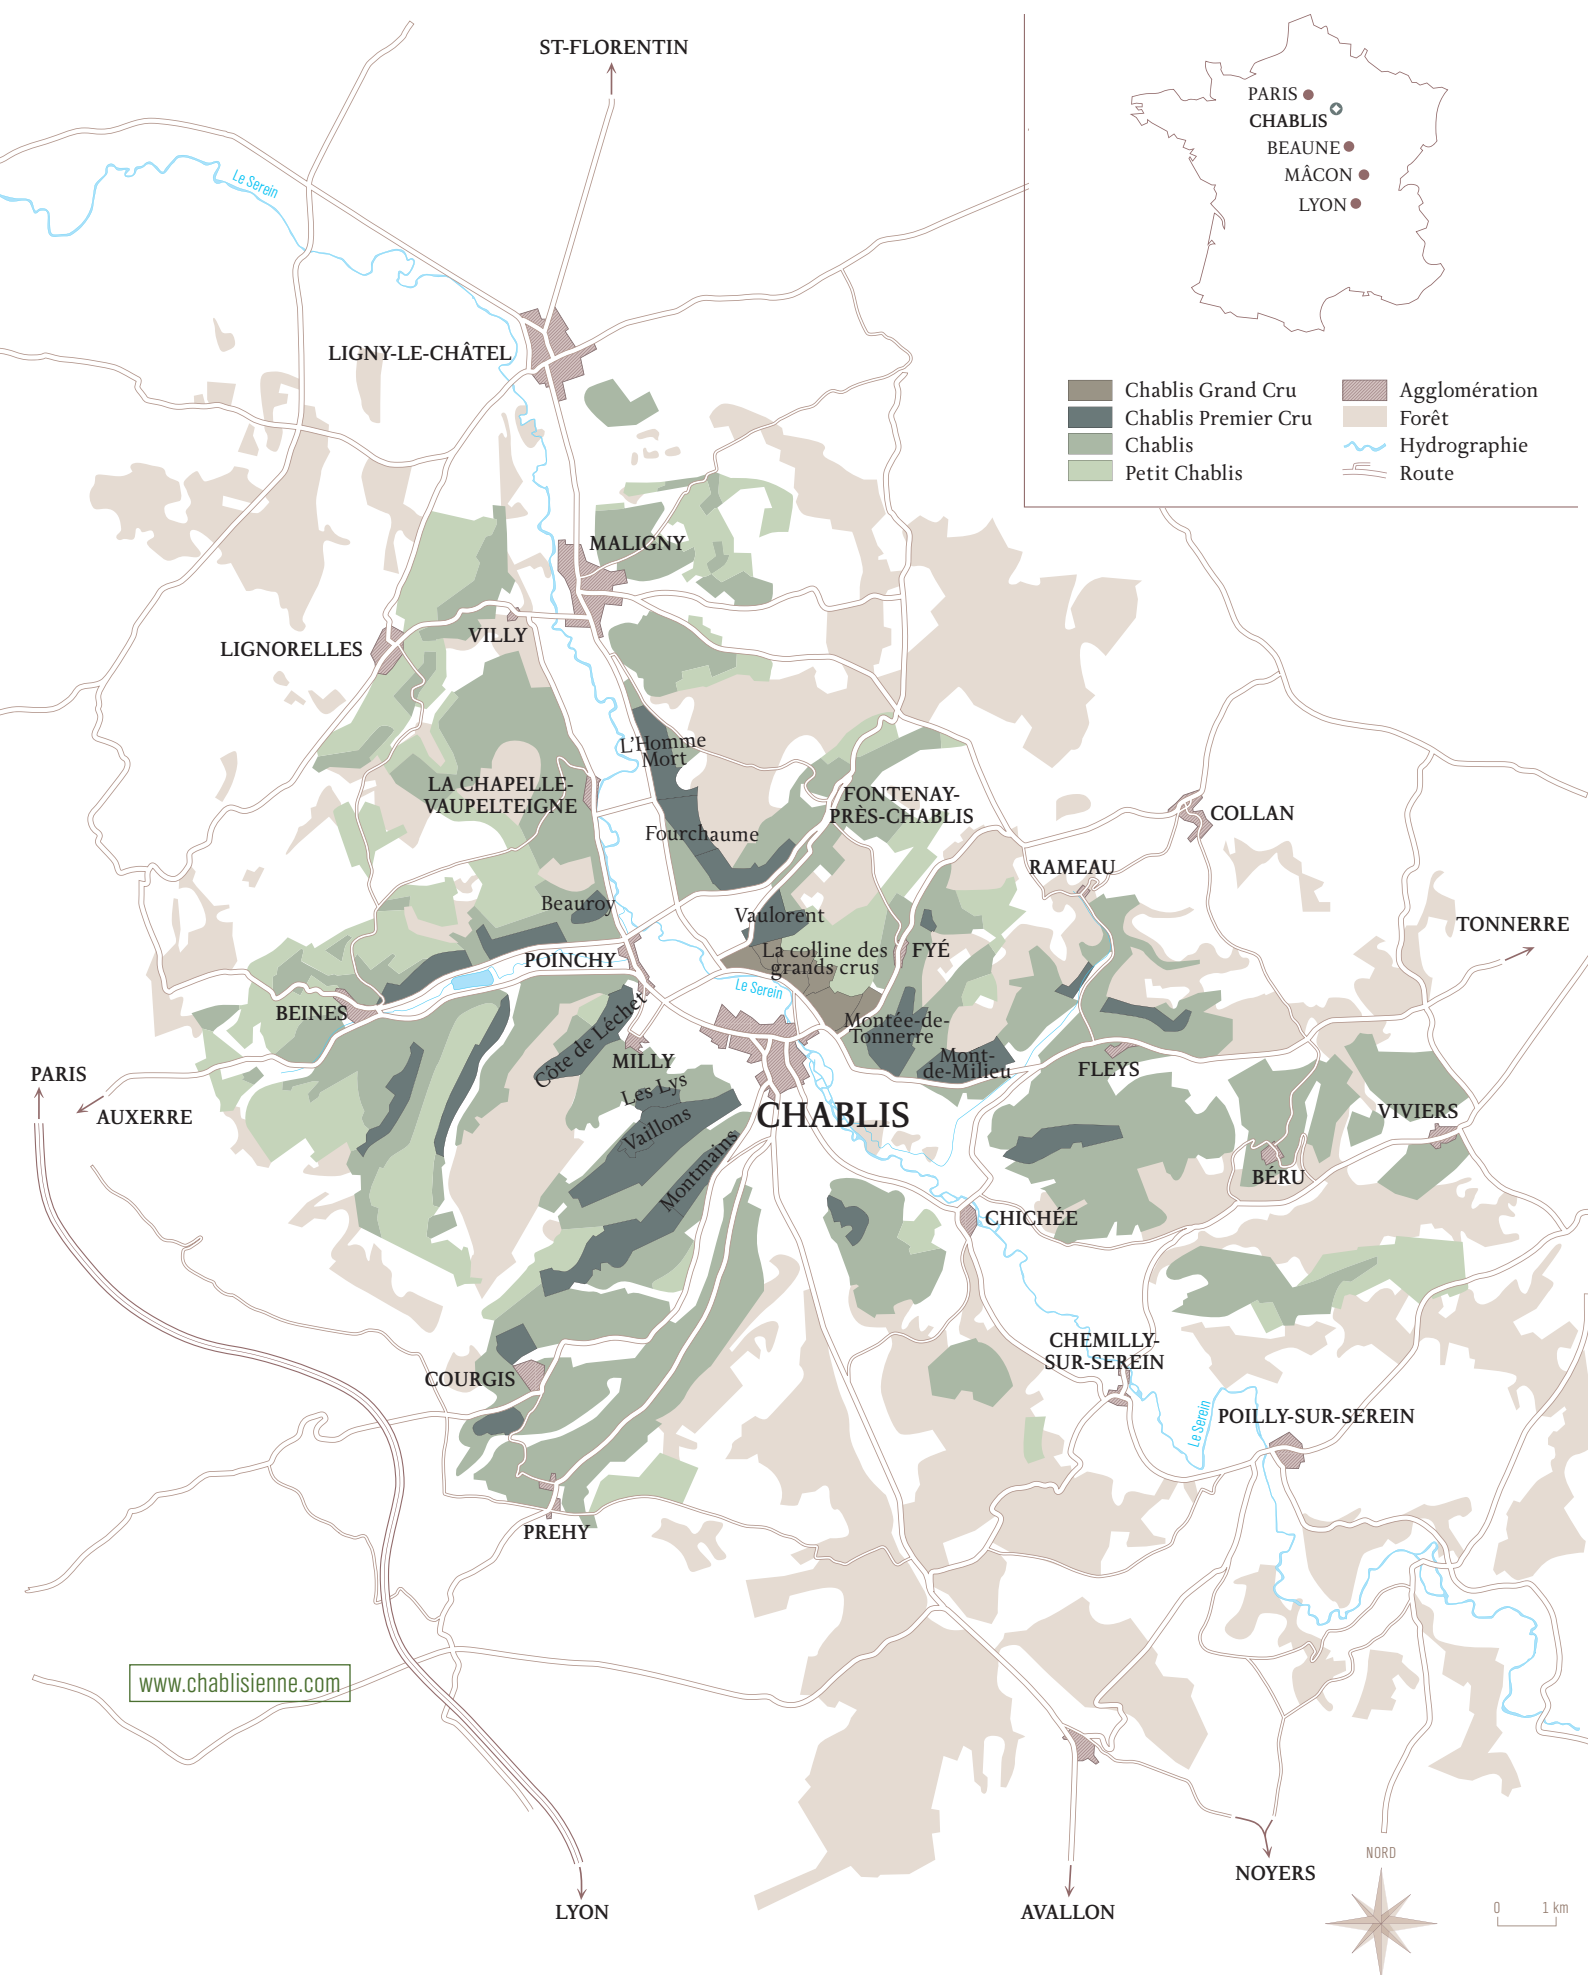 ST-FLORENTIN
PARIS
CHABLIS
BEAUNE
MÂCON
LYON
Le Serein
LIGNY-LE-CHÂTEL
Chablis Grand Cru
Chablis Premier Cru
Chablis
Petit Chablis
Agglomération
Forêt
Hydrographie
Route
MALIGNY
VILLY
LIGNORELLES
L'Homme
Mort
LA CHAPELLE-
VAUPELTEIGNE
FONTENAY-
PRÈS-CHABLIS
COLLAN
Fourchaume
RAMEAU
Beauroy
Vaulorent
TONNERRE
POINCHY
La colline des
grands crus
FYÉ
Le Serein
BEINES
Côte de Léchet
Montée-de-
Tonnerre
MILLY
Mont-
de-Milieu
FLEYS
PARIS
AUXERRE
Les Lys
Vaillons
CHABLIS
VIVIERS
Montmains
BÉRU
CHICHÉE
CHEMILLY-
SUR-SEREIN
COURGIS
Le Serein
POILLY-SUR-SEREIN
PREHY
www.chablisienne.com
NORD
NOYERS
LYON
AVALLON
0 1 km